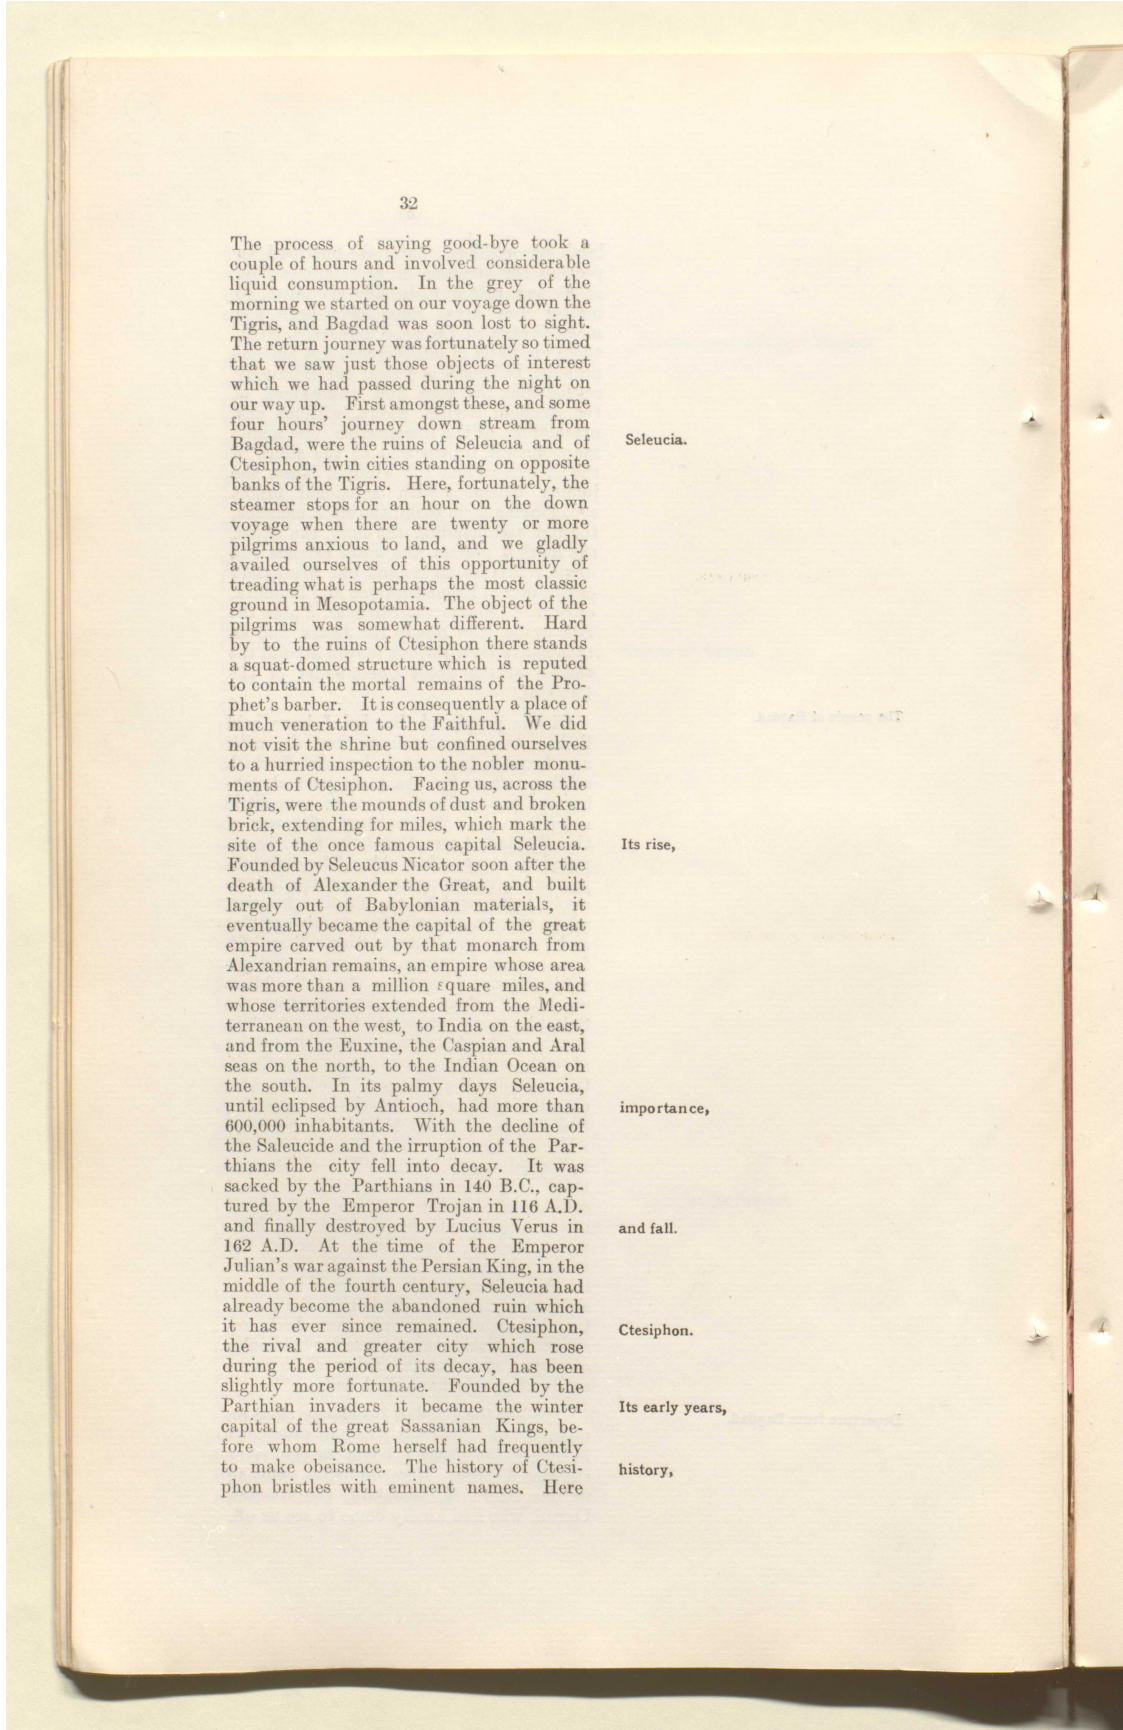 32
The process of saying good-bye took a
couple of hours and involved considerable
liquid consumption. In the grey of the
morning we started on our voyage down the
Tigris, and Bagdad was soon lost to sight.
The return journey was fortunately so timed
that we saw just those objects of interest
which we had passed during the night on
our way up. First amongst these, and some
four hours' journey down stream from
Bagdad, were the ruins of Seleucia and of
Seleucia.
Ctesiphon, twin cities standing on opposite
banks of the Tigris. Here, fortunately, the
steamer stops for an hour on the down
voyage when there are twenty or more
pilgrims anxious to land, and we gladly
availed ourselves of this opportunity of
treading what is perhaps the most classic
ground in Mesopotamia. The object of the
pilgrims was somewhat different. Hard
by to the ruins of Ctesiphon there stands
a squat-domed structure which is reputed
to contain the mortal remains of the Pro-
phet's barber. It is consequently a place of
much veneration to the Faithful. We did
not visit the shrine but confined ourselves
to a hurried inspection to the nobler monu-
ments of Ctesiphon. Facing us, across the
Tigris, were the mounds of dust and broken
brick, extending for miles, which mark the
site of the once famous capital Seleucia.
Its rise,
Founded by Seleucus Nicator soon after the
death of Alexander the Great, and built
largely out of Babylonian materials, it
eventually became the capital of the great
empire carved out by that monarch from
Alexandrian remains, an empire whose area
was more than a million square miles, and
whose territories extended from the Medi-
terranean on the west, to India on the east,
and from the Euxine, the Caspian and Aral
seas on the north, to the Indian Ocean on
the south. In its palmy days Seleucia,
until eclipsed by Antioch, had more than
importance,
600,000 inhabitants. With the decline of
the Saleucide and the irruption of the Par-
thians the city fell into decay. It was
sacked by the Parthians in 140 B.C., cap-
tured by the Emperor Trojan in 116 A.D.
and finally destroyed by Lucius Verus in
and fall.
162 A.D. At the time of the Emperor
Julian's war against the Persian King, in the
middle of the fourth century, Seleucia had
already become the abandoned ruin which
it has ever since remained. Ctesiphon,
Ctesiphon.
the rival and greater city which rose
during the period of its decay, has been
slightly more fortunate. Founded by the
Parthian invaders it became the winter
Its early years,
capital of the great Sassanian Kings, be-
fore whom Rome herself had frequently
to make obeisance. The history of Ctesi-
history,
phon bristles with eminent names. Here